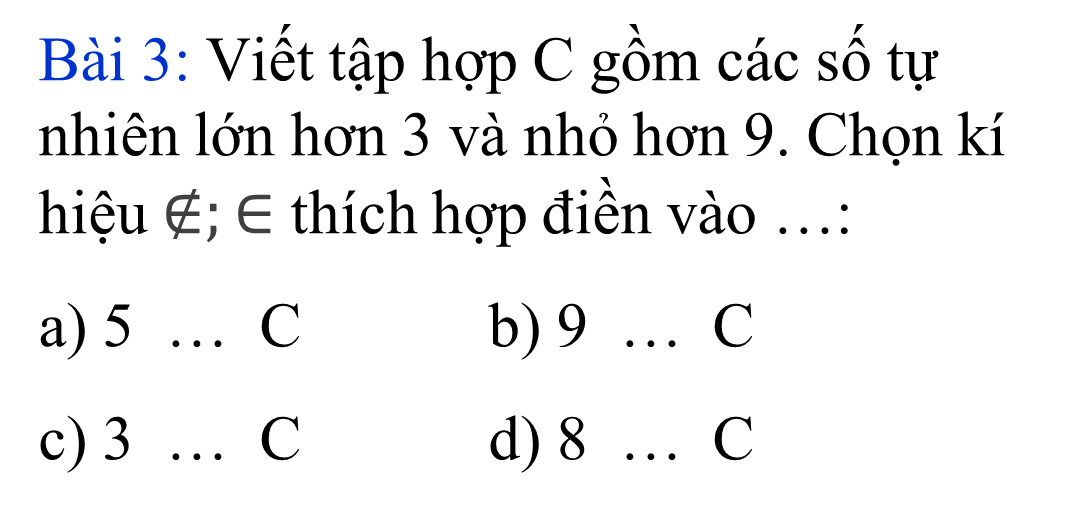 Bài 3: Viết tập hợp C gồm các số tự
nhiên lớn hơn 3 và nhỏ hơn 9. Chọn kí
hiệu ∉; ∈ thích hợp điền vào …:
a) 5 … C b) 9 … C
c) 3 … C d) 8 … C